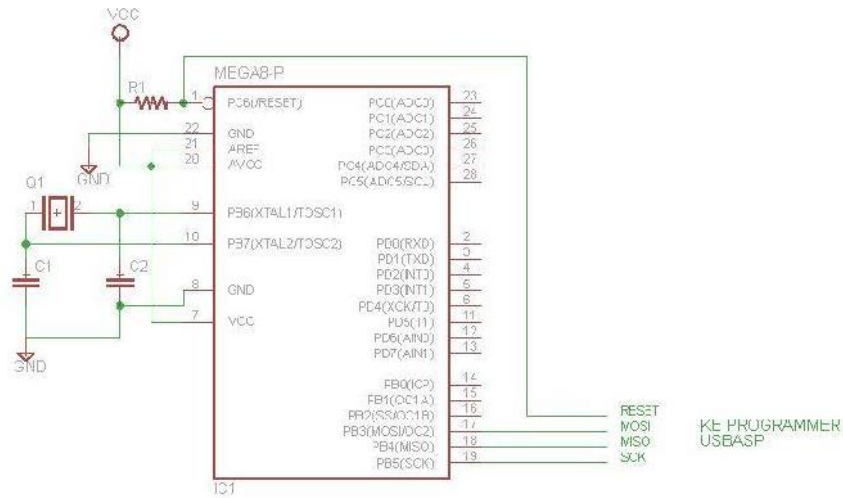 VCC
MEGA8-P
R1
1
PC6(/RESET)
22
GND
21
AREF
20
AVCC
GND
Q1
1
2
9
PB6(XTAL1/TOSC1)
10
PB7(XTAL2/TOSC2)
C1
C2
8
GND
7
VCC
GND
PC0(ADC0) 23
PC1(ADC1) 24
PC2(ADC2) 25
PC3(ADC3) 26
PC4(ADC4/SDA) 27
PC5(ADC5/SCL) 28
PD0(RXD) 2
PD1(TXD) 3
PD2(INT0) 4
PD3(INT1) 5
PD4(XCK/T0) 6
PD5(T1) 11
PD6(AIN0) 12
PD7(AIN1) 13
PB0(ICP) 14
PB1(OC1A) 15
PB2(SS/OC1B) 16
PB3(MOSI/OC2) 17
PB4(MISO) 18
PB5(SCK) 19
IC1
RESET
MOSI
MISO
SCK
KE PROGRAMMER
USBASP